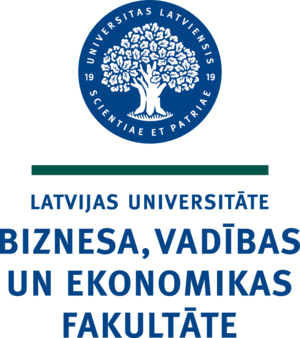 UNIVERSITAS LATVIENSIS
19 19
SCIENTIAE ET PATRIAE
LATVIJAS UNIVERSITĀTE
BIZNESA, VADĪBAS
UN EKONOMIKAS
FAKULTĀTE